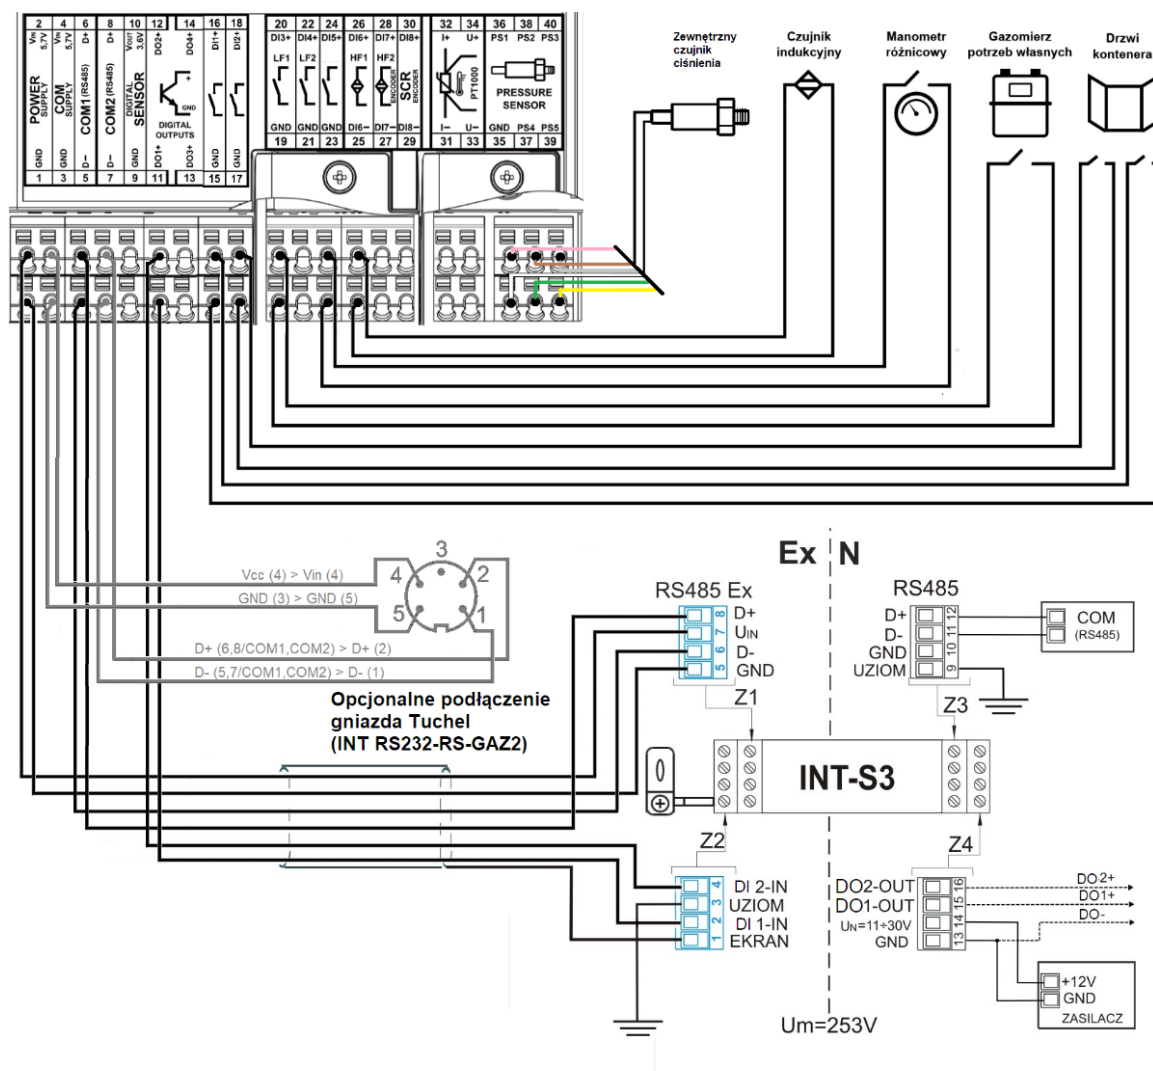 2 4 6 8 10 12 14 16 18
VIN 5,7V VIN 5,7V D+ D+ VOUT 3,6V DO2+ DO4+ DI1+ DI2+
POWER SUPPLY
COM SUPPLY
COM1 (RS485)
COM2 (RS485)
DIGITAL SENSOR
GND
DIGITAL OUTPUTS
GND GND D- D- GND DO1+ DO3+ GND GND
1 3 5 7 9 11 13 15 17
20 22 24 26 28 30
DI3+ DI4+ DI5+ DI6+ DI7+ DI8+
LF1 LF2 HF1 HF2
ENCODER
SCR ENCODER
GND GND GND DI6- DI7- DI8-
19 21 23 25 27 29
32 34 36 38 40
I+ U+ PS1 PS2 PS3
PT1000
PRESSURE
SENSOR
I- U- GND PS4 PS5
31 33 35 37 39
Zewnętrzny
czujnik
ciśnienia
Czujnik
indukcyjny
Manometr
różnicowy
Gazomierz
potrzeb własnych
Drzwi
kontenera
Vcc (4) > Vin (4)
GND (3) > GND (5)
D+ (6,8/COM1,COM2) > D+ (2)
D- (5,7/COM1,COM2) > D- (1)
3
4 2
5 1
Opcjonalne podłączenie
gniazda Tuchel
(INT RS232-RS-GAZ2)
Ex N
RS485 Ex
8 D+
7 UIN
6 D-
5 GND
Z1
RS485
D+ 12
D- 11
GND 10
UZIOM 9
Z3
COM
(RS485)
INT-S3
Z2
4 DI 2-IN
3 UZIOM
2 DI 1-IN
1 EKRAN
Z4
DO2-OUT 16
DO1-OUT 15
UN=11÷30V 14
GND 13
DO 2+
DO1+
DO-
+12V
GND
ZASILACZ
Um=253V